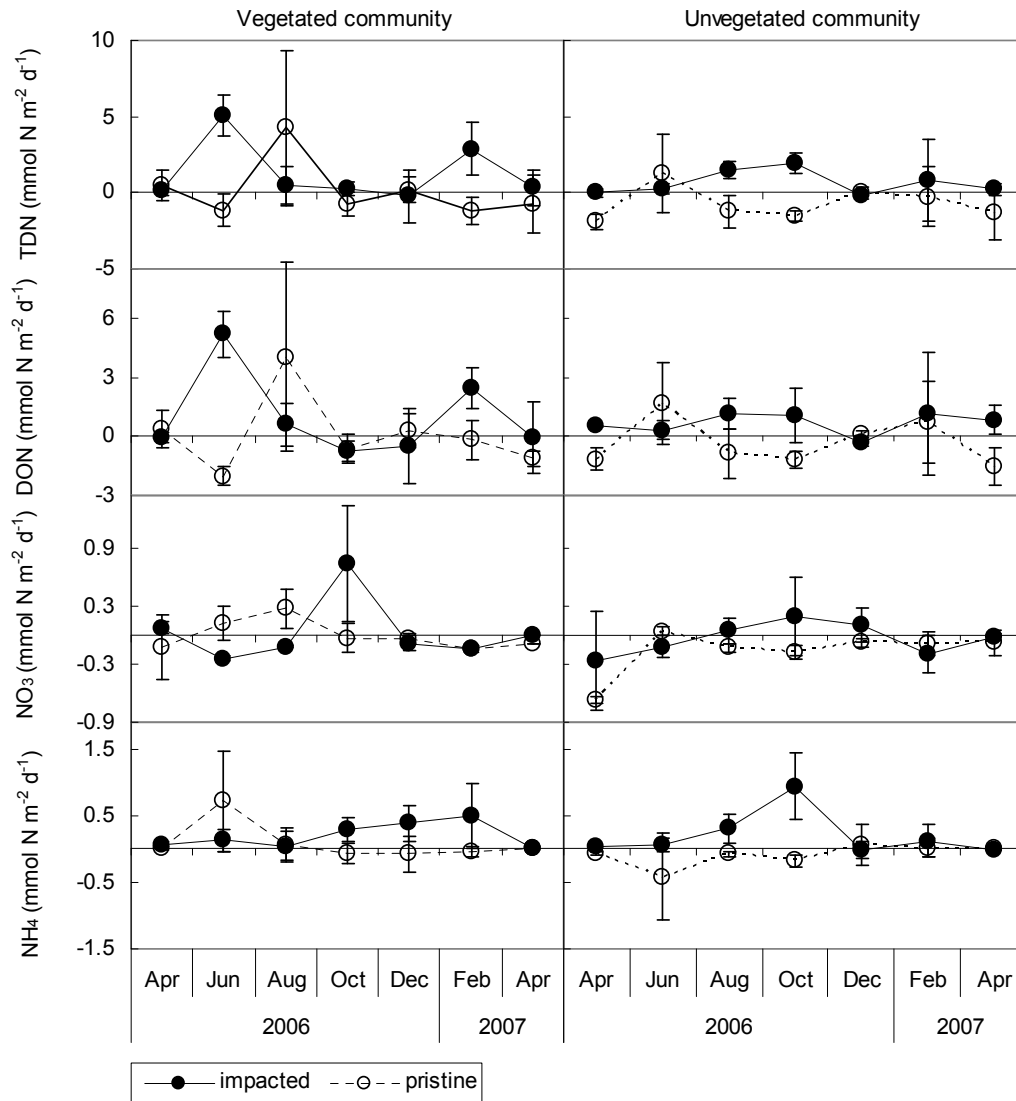 Vegetated community Unvegetated community
TDN (mmol N m⁻² d⁻¹)
10
5
0
-5
DON (mmol N m⁻² d⁻¹)
6
3
0
-3
NO₃ (mmol N m⁻² d⁻¹)
0.9
0.3
-0.3
-0.9
NH₄ (mmol N m⁻² d⁻¹)
1.5
0.5
-0.5
-1.5
Apr Jun Aug Oct Dec Feb Apr Apr Jun Aug Oct Dec Feb Apr
2006 2007 2006 2007
impacted pristine